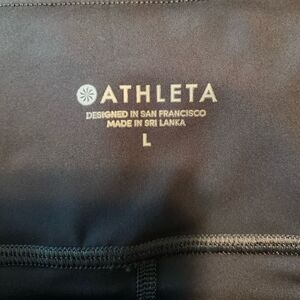 ATHLETA
DESIGNED IN SAN FRANCISCO
MADE IN SRI LANKA
L